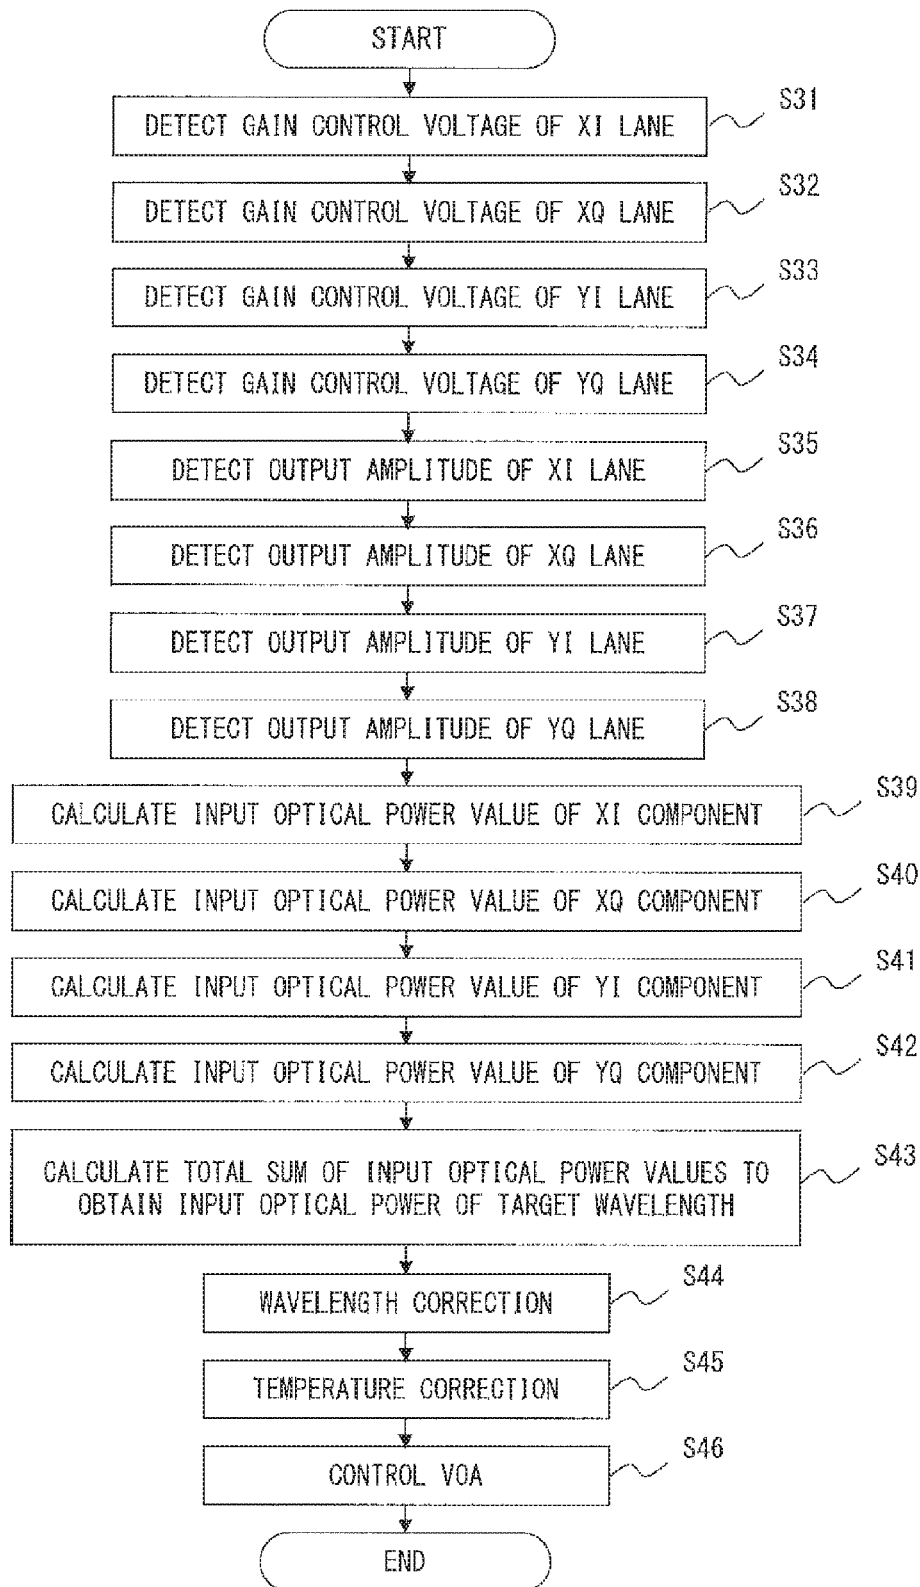 START
DETECT GAIN CONTROL VOLTAGE OF XI LANE
S31
DETECT GAIN CONTROL VOLTAGE OF XQ LANE
S32
DETECT GAIN CONTROL VOLTAGE OF YI LANE
S33
DETECT GAIN CONTROL VOLTAGE OF YQ LANE
S34
DETECT OUTPUT AMPLITUDE OF XI LANE
S35
DETECT OUTPUT AMPLITUDE OF XQ LANE
S36
DETECT OUTPUT AMPLITUDE OF YI LANE
S37
DETECT OUTPUT AMPLITUDE OF YQ LANE
S38
CALCULATE INPUT OPTICAL POWER VALUE OF XI COMPONENT
S39
CALCULATE INPUT OPTICAL POWER VALUE OF XQ COMPONENT
S40
CALCULATE INPUT OPTICAL POWER VALUE OF YI COMPONENT
S41
CALCULATE INPUT OPTICAL POWER VALUE OF YQ COMPONENT
S42
CALCULATE TOTAL SUM OF INPUT OPTICAL POWER VALUES TO
OBTAIN INPUT OPTICAL POWER OF TARGET WAVELENGTH
S43
WAVELENGTH CORRECTION
S44
TEMPERATURE CORRECTION
S45
CONTROL VOA
S46
END